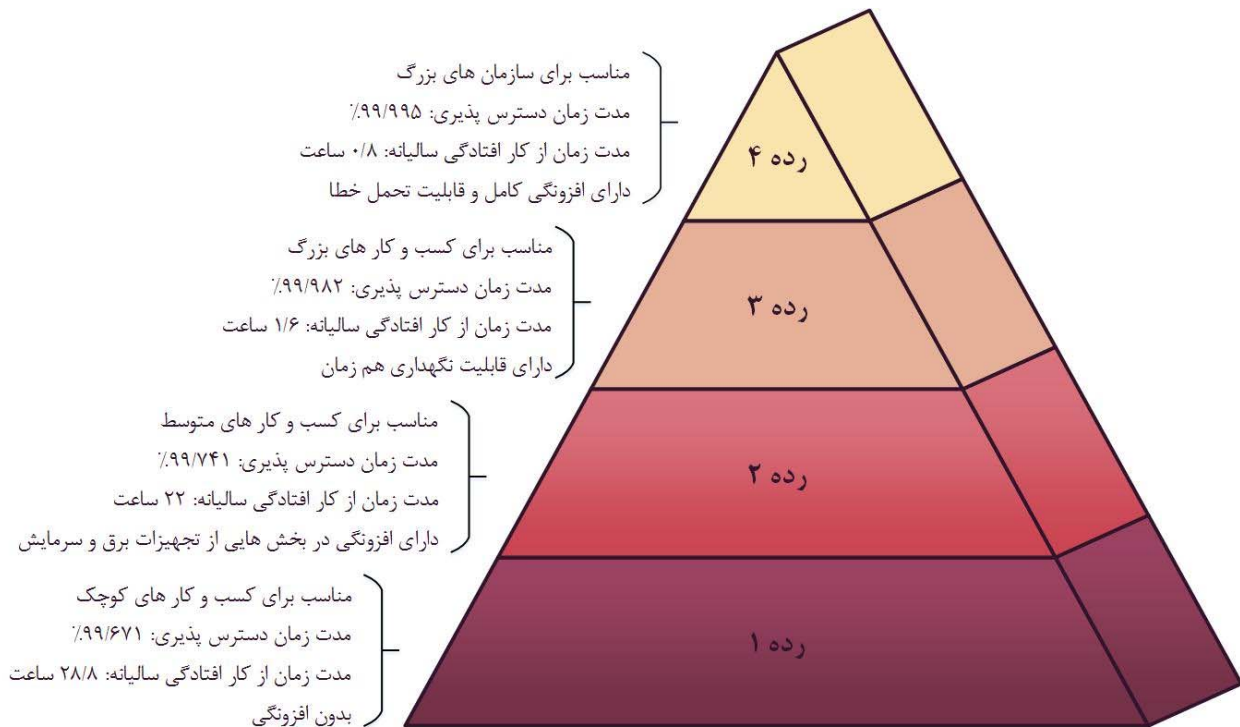 مناسب برای سازمان های بزرگ
مدت زمان دسترس پذیری: ۹۹/۹۹۵٪
مدت زمان از کار افتادگی سالیانه: ۰/۸ ساعت
دارای افزونگی کامل و قابلیت تحمل خطا
رده ۴
مناسب برای کسب و کار های بزرگ
مدت زمان دسترس پذیری: ۹۹/۹۸۲٪
مدت زمان از کار افتادگی سالیانه: ۱/۶ ساعت
دارای قابلیت نگهداری هم زمان
رده ۳
مناسب برای کسب و کار های متوسط
مدت زمان دسترس پذیری: ۹۹/۷۴۱٪
مدت زمان از کار افتادگی سالیانه: ۲۲ ساعت
دارای افزونگی در بخش هایی از تجهیزات برق و سرمایش
رده ۲
مناسب برای کسب و کار های کوچک
مدت زمان دسترس پذیری: ۹۹/۶۷۱٪
مدت زمان از کار افتادگی سالیانه: ۲۸/۸ ساعت
بدون افزونگی
رده ۱